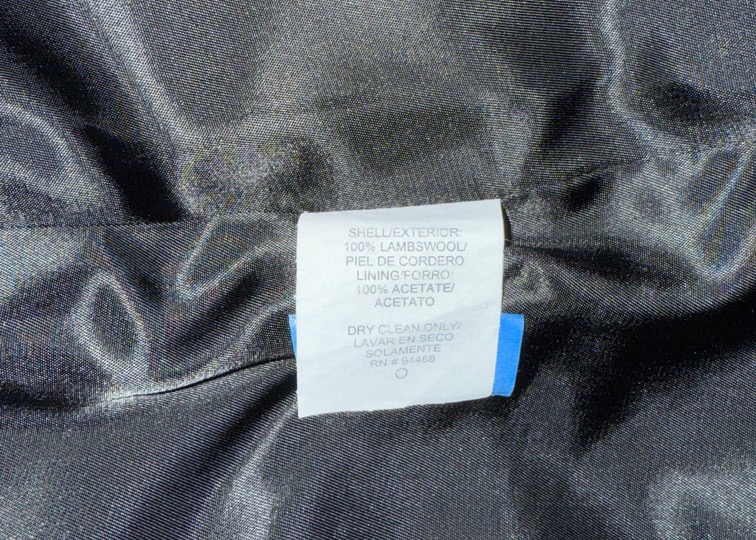 SHELL/EXTERIOR:
100% LAMBSWOOL/
PIEL DE CORDERO
LINING/FORRO:
100% ACETATE/
ACETATO
DRY CLEAN ONLY/
LAVAR EN SECO
SOLAMENTE
RN # 94468